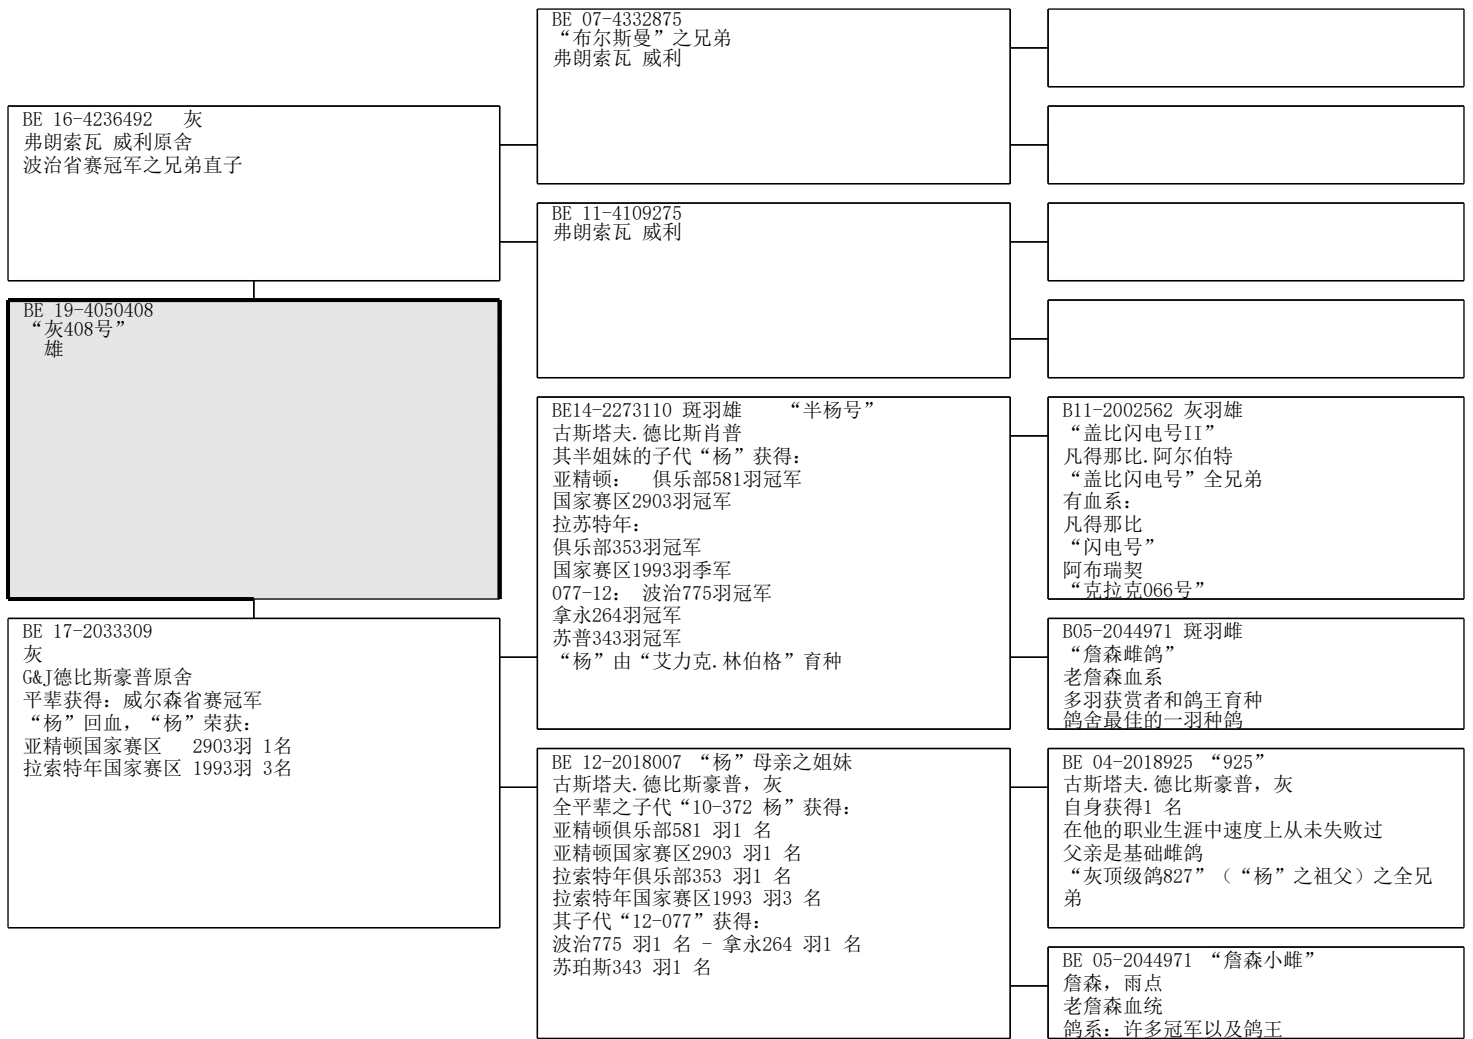 BE 16-4236492 灰
弗朗索瓦 威利原舍
波治省赛冠军之兄弟直子
BE 19-4050408
“灰408号”
雄
BE 17-2033309
灰
G&J德比斯豪普原舍
平辈获得：威尔森省赛冠军
“杨”回血，“杨”荣获：
亚精顿国家赛区 2903羽 1名
拉索特年国家赛区 1993羽 3名
BE 07-4332875
“布尔斯曼”之兄弟
弗朗索瓦 威利
BE 11-4109275
弗朗索瓦 威利
BE14-2273110 斑羽雄 “半杨号”
古斯塔夫.德比斯肖普
其半姐妹的子代“杨”获得：
亚精顿： 俱乐部581羽冠军
国家赛区2903羽冠军
拉苏特年：
俱乐部353羽冠军
国家赛区1993羽季军
077-12： 波治775羽冠军
拿永264羽冠军
苏普343羽冠军
“杨”由“艾力克.林伯格”育种
BE 12-2018007 “杨”母亲之姐妹
古斯塔夫.德比斯豪普，灰
全平辈之子代“10-372 杨”获得：
亚精顿俱乐部581 羽1 名
亚精顿国家赛区2903 羽1 名
拉索特年俱乐部353 羽1 名
拉索特年国家赛区1993 羽3 名
其子代“12-077”获得：
波治775 羽1 名 - 拿永264 羽1 名
苏珀斯343 羽1 名
B11-2002562 灰羽雄
“盖比闪电号II”
凡得那比.阿尔伯特
“盖比闪电号”全兄弟
有血系：
凡得那比
“闪电号”
阿布瑞契
“克拉克066号”
B05-2044971 斑羽雌
“詹森雌鸽”
老詹森血系
多羽获赏者和鸽王育种
鸽舍最佳的一羽种鸽
BE 04-2018925 “925”
古斯塔夫.德比斯豪普，灰
自身获得1 名
在他的职业生涯中速度上从未失败过
父亲是基础雌鸽
“灰顶级鸽827”（“杨”之祖父）之全兄
弟
BE 05-2044971 “詹森小雌”
詹森，雨点
老詹森血统
鸽系：许多冠军以及鸽王